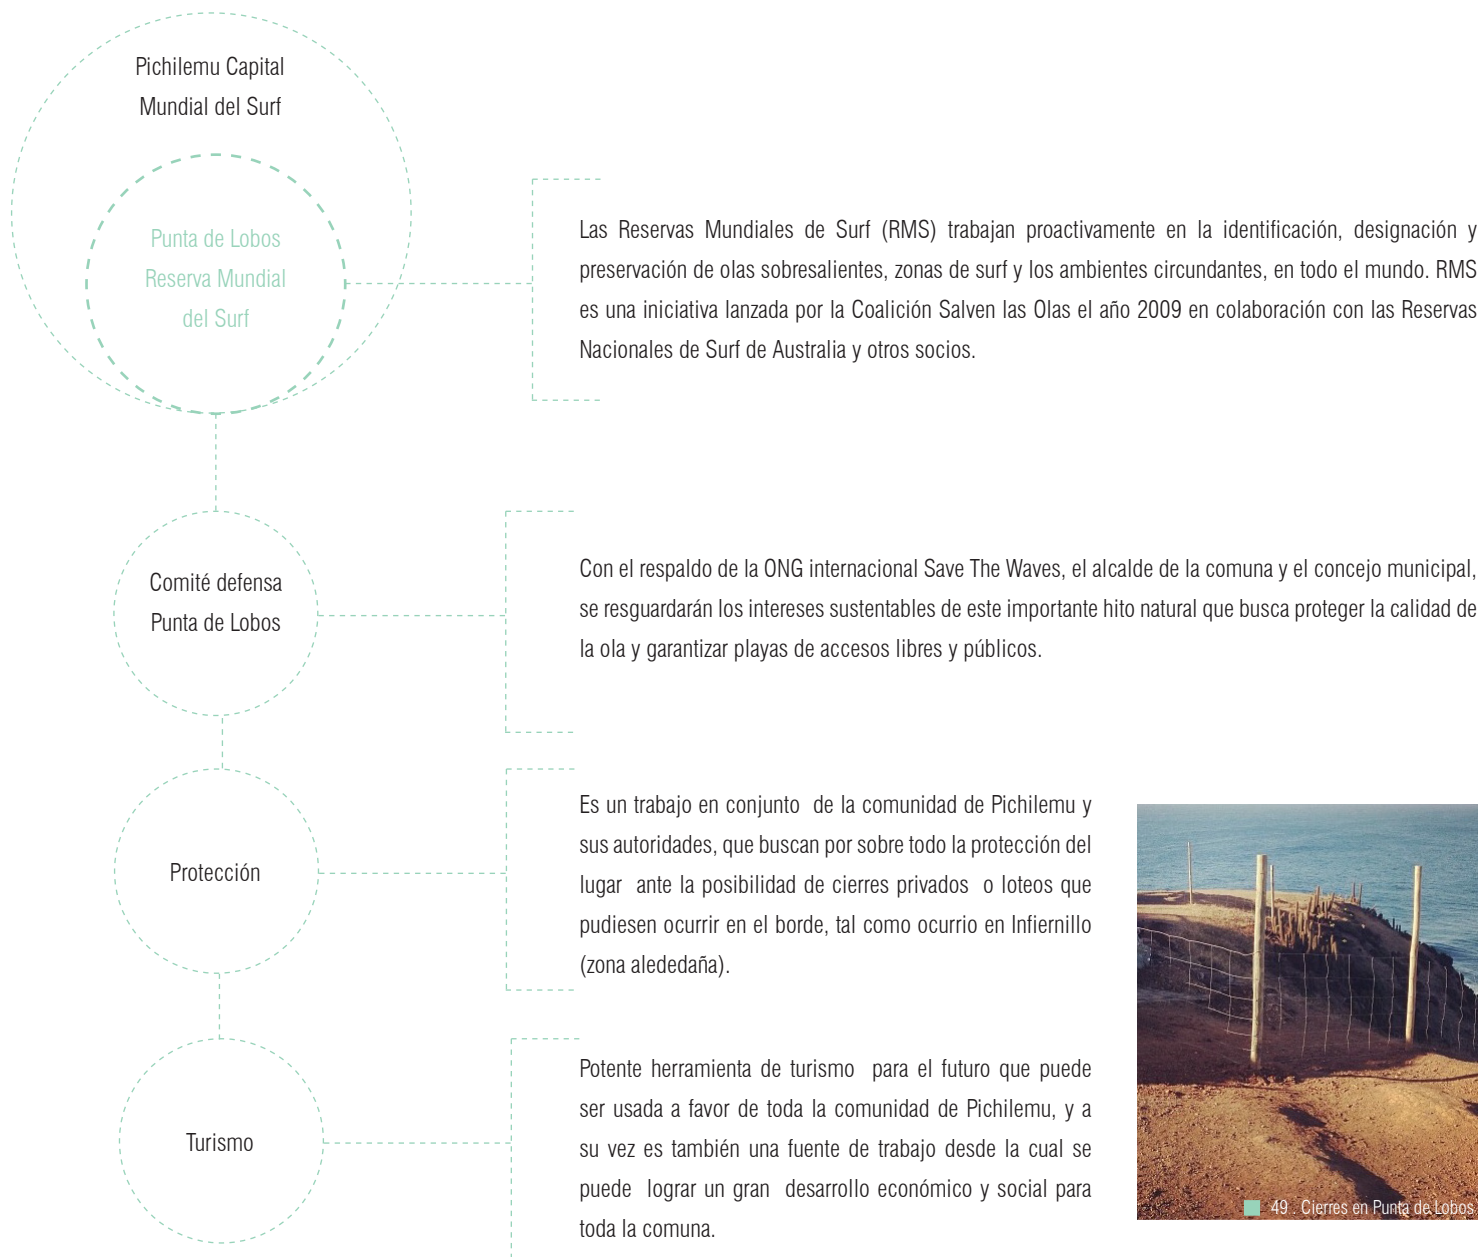 Pichilemu Capital
Mundial del Surf
Punta de Lobos
Reserva Mundial
del Surf
Las Reservas Mundiales de Surf (RMS) trabajan proactivamente en la identificación, designación y
preservación de olas sobresalientes, zonas de surf y los ambientes circundantes, en todo el mundo. RMS
es una iniciativa lanzada por la Coalición Salven las Olas el año 2009 en colaboración con las Reservas
Nacionales de Surf de Australia y otros socios.
Comité defensa
Punta de Lobos
Con el respaldo de la ONG internacional Save The Waves, el alcalde de la comuna y el concejo municipal,
se resguardarán los intereses sustentables de este importante hito natural que busca proteger la calidad de
la ola y garantizar playas de accesos libres y públicos.
Protección
Es un trabajo en conjunto de la comunidad de Pichilemu y
sus autoridades, que buscan por sobre todo la protección del
lugar ante la posibilidad de cierres privados o loteos que
pudiesen ocurrir en el borde, tal como ocurrio en Infiernillo
(zona alededaña).
Turismo
Potente herramienta de turismo para el futuro que puede
ser usada a favor de toda la comunidad de Pichilemu, y a
su vez es también una fuente de trabajo desde la cual se
puede lograr un gran desarrollo económico y social para
toda la comuna.
49 . Cierres en Punta de Lobos